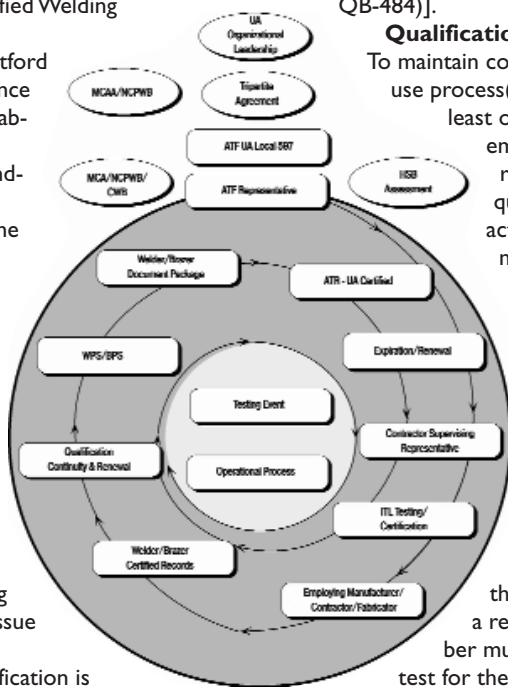 fied Welding
tford
nce
ab-
nd-
he
g
ssue
fication is
QB-484)].
Qualificatio
To maintain co
use process(
least o
em
r
qu
act
n
th
a re
ber mu
test for the
UA
Organizational
Leadership
MCAA/NCPWB
Tripartite
Agreement
ATF UA Local 597
MCA/NCPWB/
CWB
ATF Representative
HSB
Assessment
Welder/Brazer
Document Package
ATR - UA Certified
WPS/BPS
Expiration/Renewal
Testing Event
Contractor Supervising
Representative
Qualification
Continuity & Renewal
Operational Process
ITL Testing/
Certification
Welder/Brazer
Certified Records
Employing Manufacturer/
Contractor/Fabricator